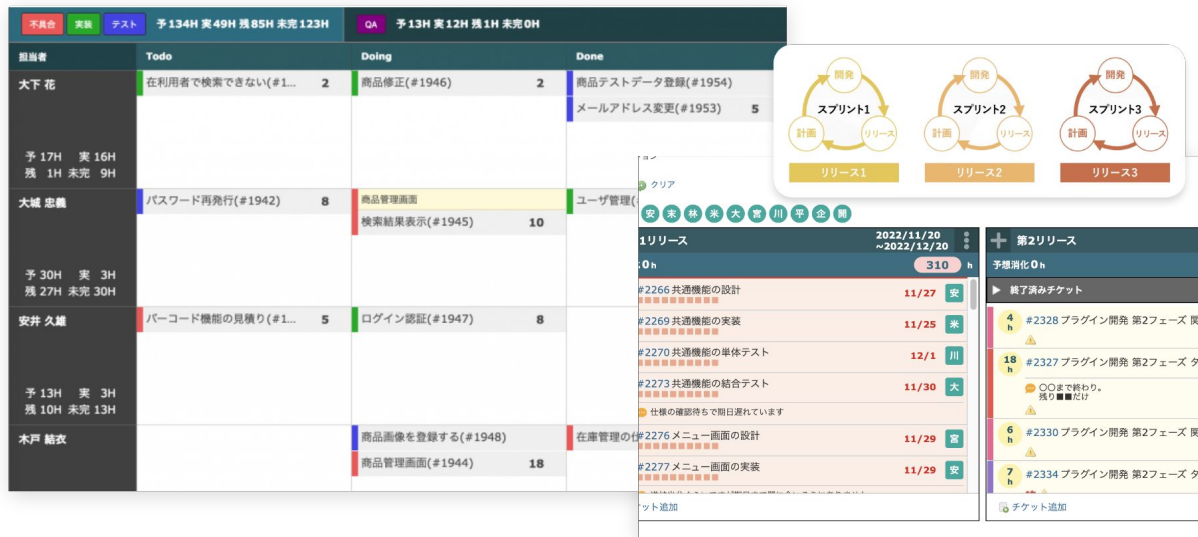 不具合 実装 テスト 予134H 実49H 残85H 未完123H QA 予13H 実12H 残1H 未完0H
担当者 Todo Doing Done
大下 花
在利用者で検索できない(#1... 2
商品修正(#1946) 2
商品テストデータ登録(#1954)
メールアドレス変更(#1953) 5
予 17H 実 16H
残 1H 未完 9H
大城 忠義
パスワード再発行(#1942) 8
商品管理画面
検索結果表示(#1945) 10
ユーザ管理(
予 30H 実 3H
残 27H 未完 30H
安井 久雄
バーコード機能の見積り(#1... 5
ログイン認証(#1947) 8
予 13H 実 3H
残 10H 未完 13H
木戸 結衣
商品画像を登録する(#1948)
商品管理画面(#1944) 18
在庫管理の仕
開発 計画 リリース スプリント1
リリース1
開発 計画 リリース スプリント2
リリース2
開発 計画 リリース スプリント3
リリース3
ョン
クリア
安 末 林 米 大 宮 川 平 企 開
1リリース 2022/11/20
~2022/12/20
0h 310 h
#2266 共通機能の設計 11/27 安
#2269 共通機能の実装 11/25 米
#2270 共通機能の単体テスト 12/1 川
#2273 共通機能の結合テスト 11/30 大
仕様の確認待ちで期日遅れています
#2276 メニュー画面の設計 11/29 宮
#2277 メニュー画面の実装 11/29 安
ット追加
第2リリース
予想消化0h
終了済みチケット
4h #2328 プラグイン開発 第2フェーズ 関
18h #2327 プラグイン開発 第2フェーズ タ
〇〇まで終わり。
残り■■だけ
6h #2330 プラグイン開発 第2フェーズ 関
7h #2334 プラグイン開発 第2フェーズ タ
チケット追加